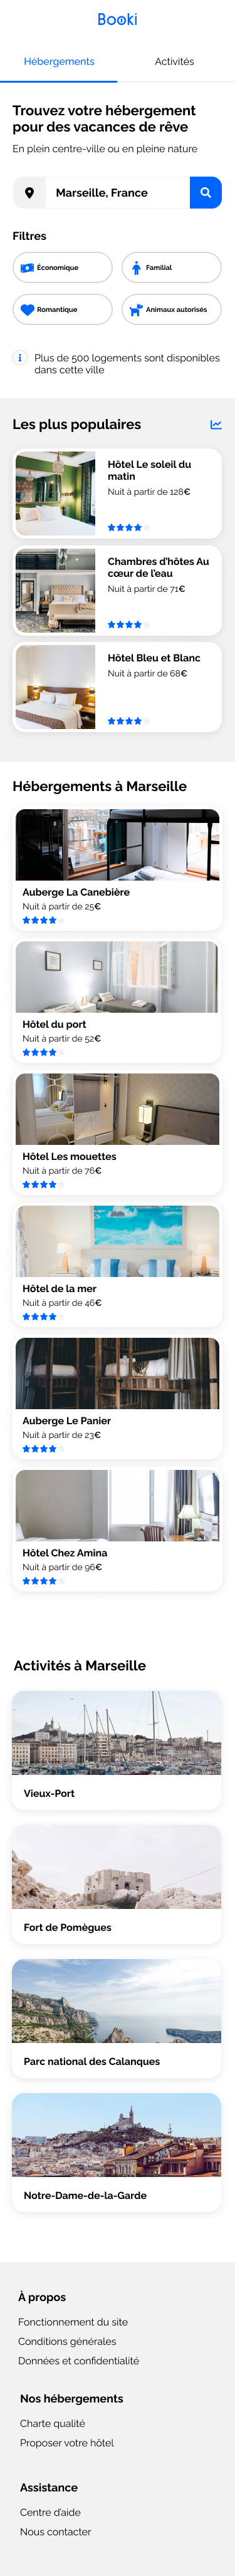 Booki
Hébergements
Activités
Trouvez votre hébergement
pour des vacances de rêve
En plein centre-ville ou en pleine nature
Marseille, France
Filtres
Économique
Familial
Romantique
Animaux autorisés
Plus de 500 logements sont disponibles
dans cette ville
Les plus populaires
Hôtel Le soleil du
matin
Nuit à partir de 128€
Chambres d'hôtes Au
cœur de l'eau
Nuit à partir de 71€
Hôtel Bleu et Blanc
Nuit à partir de 68€
Hébergements à Marseille
Auberge La Canebière
Nuit à partir de 25€
Hôtel du port
Nuit à partir de 52€
Hôtel Les mouettes
Nuit à partir de 76€
Hôtel de la mer
Nuit à partir de 46€
Auberge Le Panier
Nuit à partir de 23€
Hôtel Chez Amina
Nuit à partir de 96€
Activités à Marseille
Vieux-Port
Fort de Pomègues
Parc national des Calanques
Notre-Dame-de-la-Garde
À propos
Fonctionnement du site
Conditions générales
Données et confidentialité
Nos hébergements
Charte qualité
Proposer votre hôtel
Assistance
Centre d'aide
Nous contacter